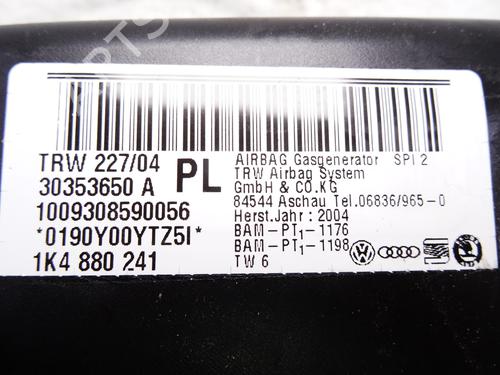 TRW 227/04
30353650 A
PL
1009308590056
*0190Y00YTZ5I*
1K4 880 241
AIRBAG Gasgenerator SPI 2
TRW Airbag System
GmbH & CO.KG
84544 Aschau Tel.06836/965-0
Herst.Jahr: 2004
BAM-PT1-1176
BAM-PT1-1198
TW 6